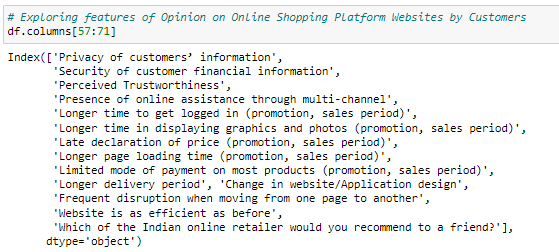 # Exploring features of Opinion on Online Shopping Platform Websites by Customers
df.columns[57:71]
Index(['Privacy of customers’ information',
'Security of customer financial information',
'Perceived Trustworthiness',
'Presence of online assistance through multi-channel',
'Longer time to get logged in (promotion, sales period)',
'Longer time in displaying graphics and photos (promotion, sales period)',
'Late declaration of price (promotion, sales period)',
'Longer page loading time (promotion, sales period)',
'Limited mode of payment on most products (promotion, sales period)',
'Longer delivery period', 'Change in website/Application design',
'Frequent disruption when moving from one page to another',
'Website is as efficient as before',
'Which of the Indian online retailer would you recommend to a friend?'],
dtype='object')